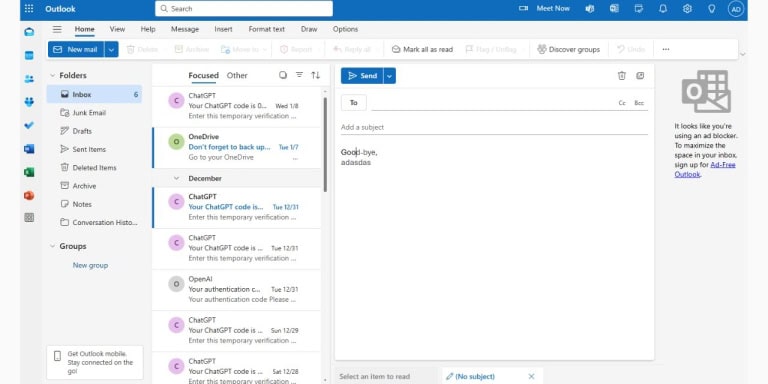 Outlook
Search
Meet Now
AD
Home View Help Message Insert Format text Draw Options
New mail Delete Archive Move to Report Reply all Mark all as read Flag / Unflag Discover groups Undo ...
Folders
Inbox 6
Junk Email
Drafts
Sent Items
Deleted Items
Archive
Notes
Conversation Histo...
Groups
New group
Get Outlook mobile.
Stay connected on the
go!
Focused Other
C
ChatGPT
Your ChatGPT code is 0... Wed 1/8
Enter this temporary verification ...
O
OneDrive
Don't forget to back up... Tue 1/7
Go to your OneDrive ...
December
C
ChatGPT
Your ChatGPT code is... Tue 12/31
Enter this temporary verification ...
C
ChatGPT
Your ChatGPT code is ... Tue 12/31
Enter this temporary verification ...
O
OpenAI
Your authentication c... Tue 12/31
Your authentication code Please ...
C
ChatGPT
Your ChatGPT code is ... Sun 12/29
Enter this temporary verification ...
C
ChatGPT
Your ChatGPT code is ... Sat 12/28
Enter this temporary verification ...
Send
To
Cc Bcc
Add a subject
Good-bye,
adasdas
Select an item to read
(No subject)
It looks like you're
using an ad blocker.
To maximize the
space in your inbox,
sign up for Ad-Free
Outlook.